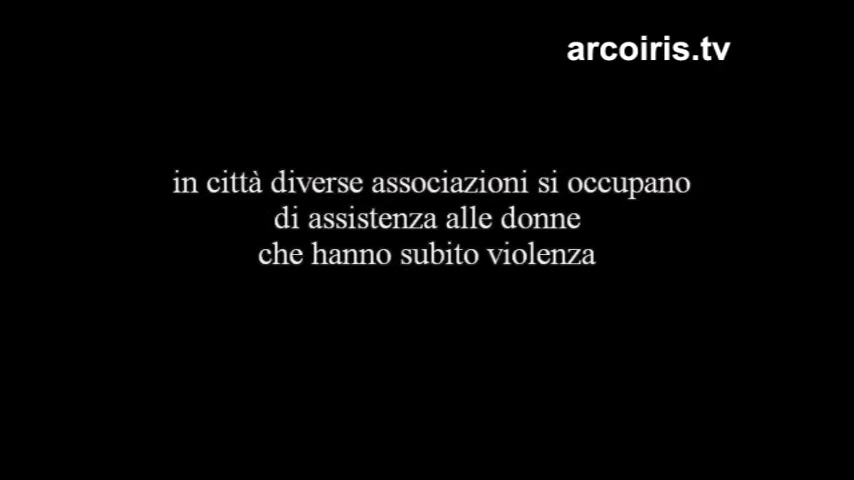 arcoiris.tv
in città diverse associazioni si occupano
di assistenza alle donne
che hanno subito violenza